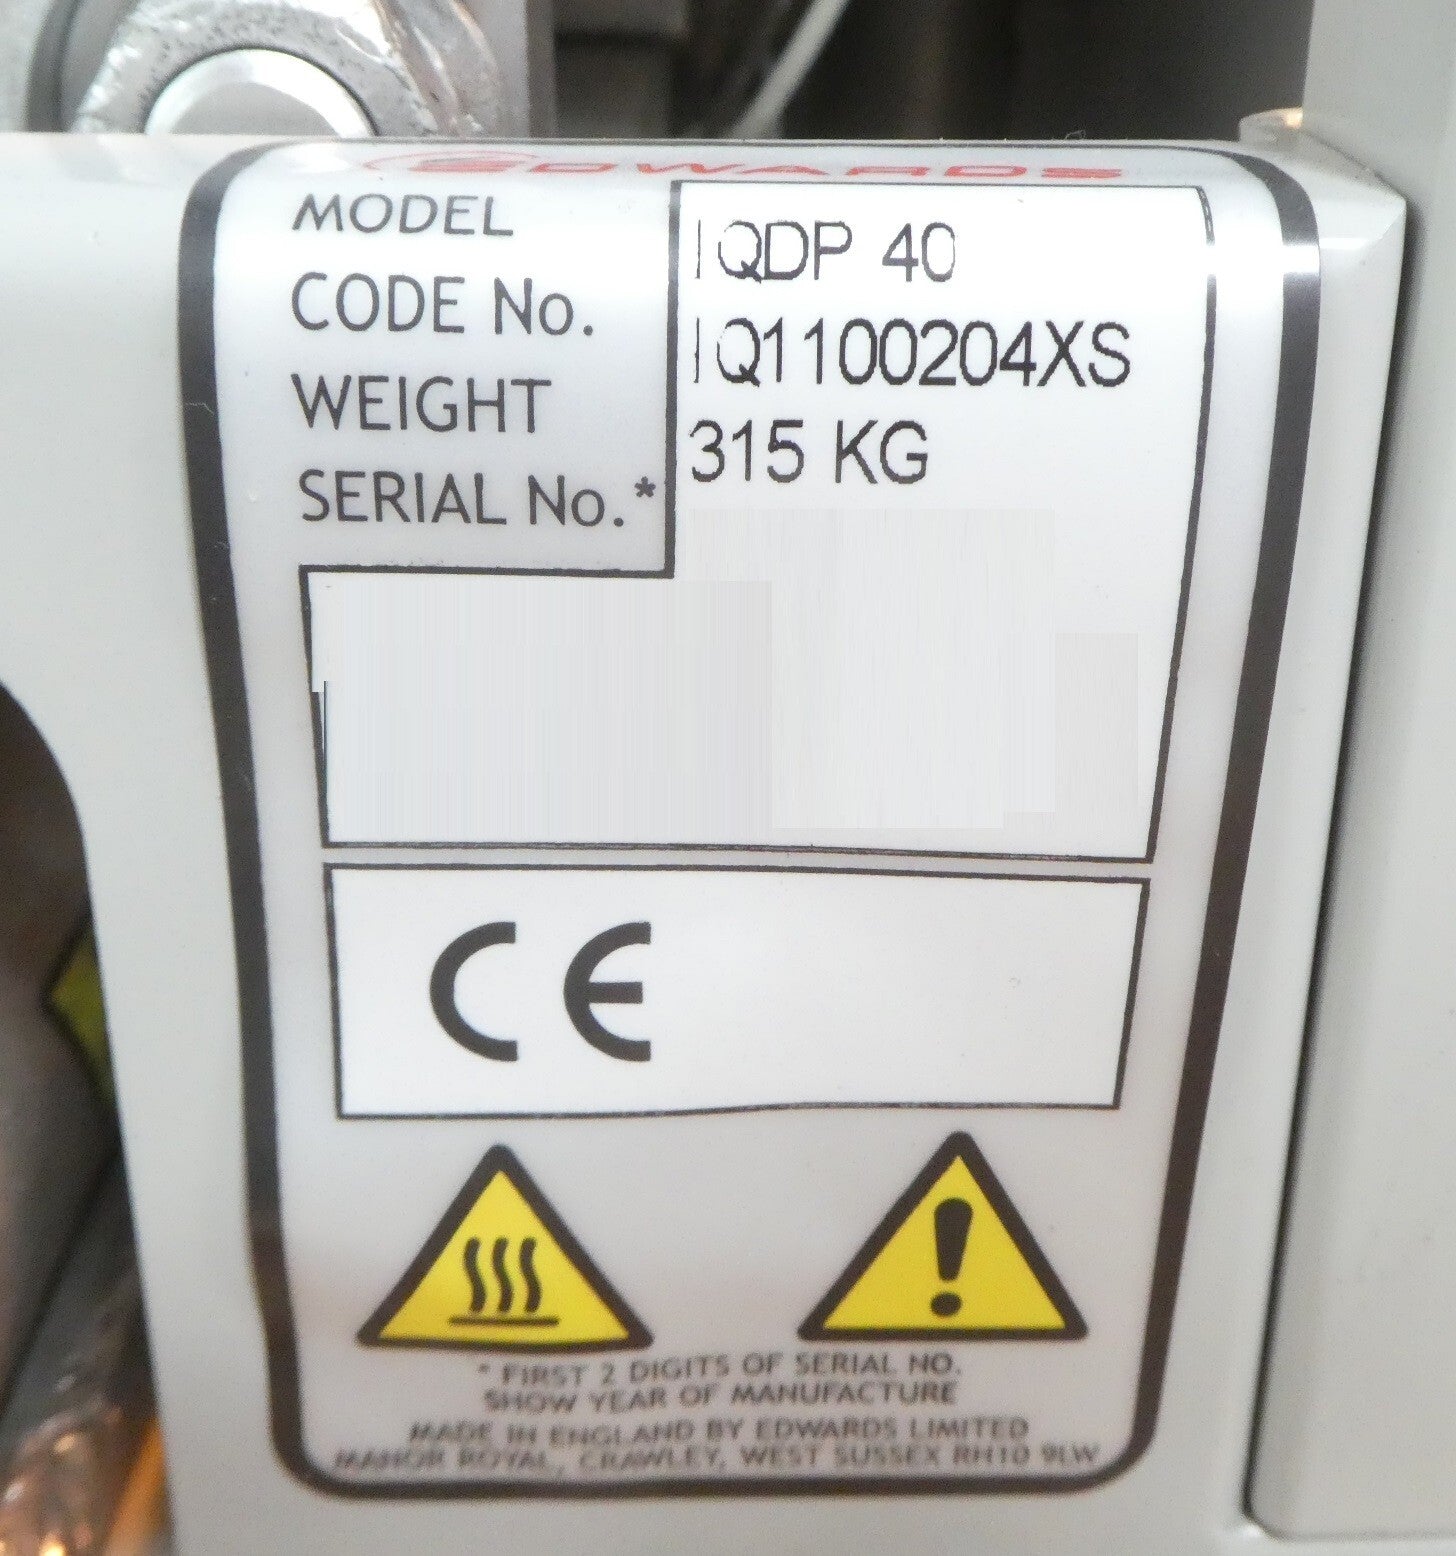 EDWARDS
MODEL IQDP 40
CODE No. IQ1100204XS
WEIGHT 315 KG
SERIAL No.*
CE
* FIRST 2 DIGITS OF SERIAL NO.
SHOW YEAR OF MANUFACTURE
MADE IN ENGLAND BY EDWARDS LIMITED
MANOR ROYAL, CRAWLEY, WEST SUSSEX RH10 9LW